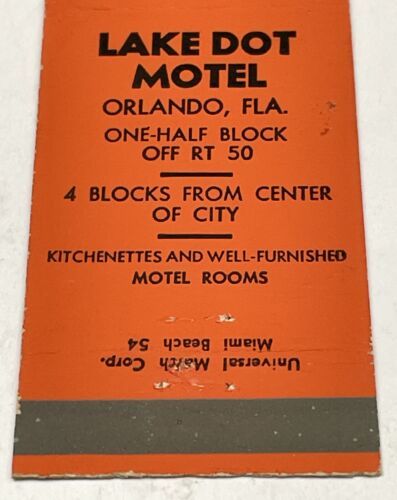 LAKE DOT
MOTEL
ORLANDO, FLA.
ONE-HALF BLOCK
OFF RT 50
4 BLOCKS FROM CENTER
OF CITY
KITCHENETTES AND WELL-FURNISHED
MOTEL ROOMS
Universal Match Corp.
Miami Beach 54